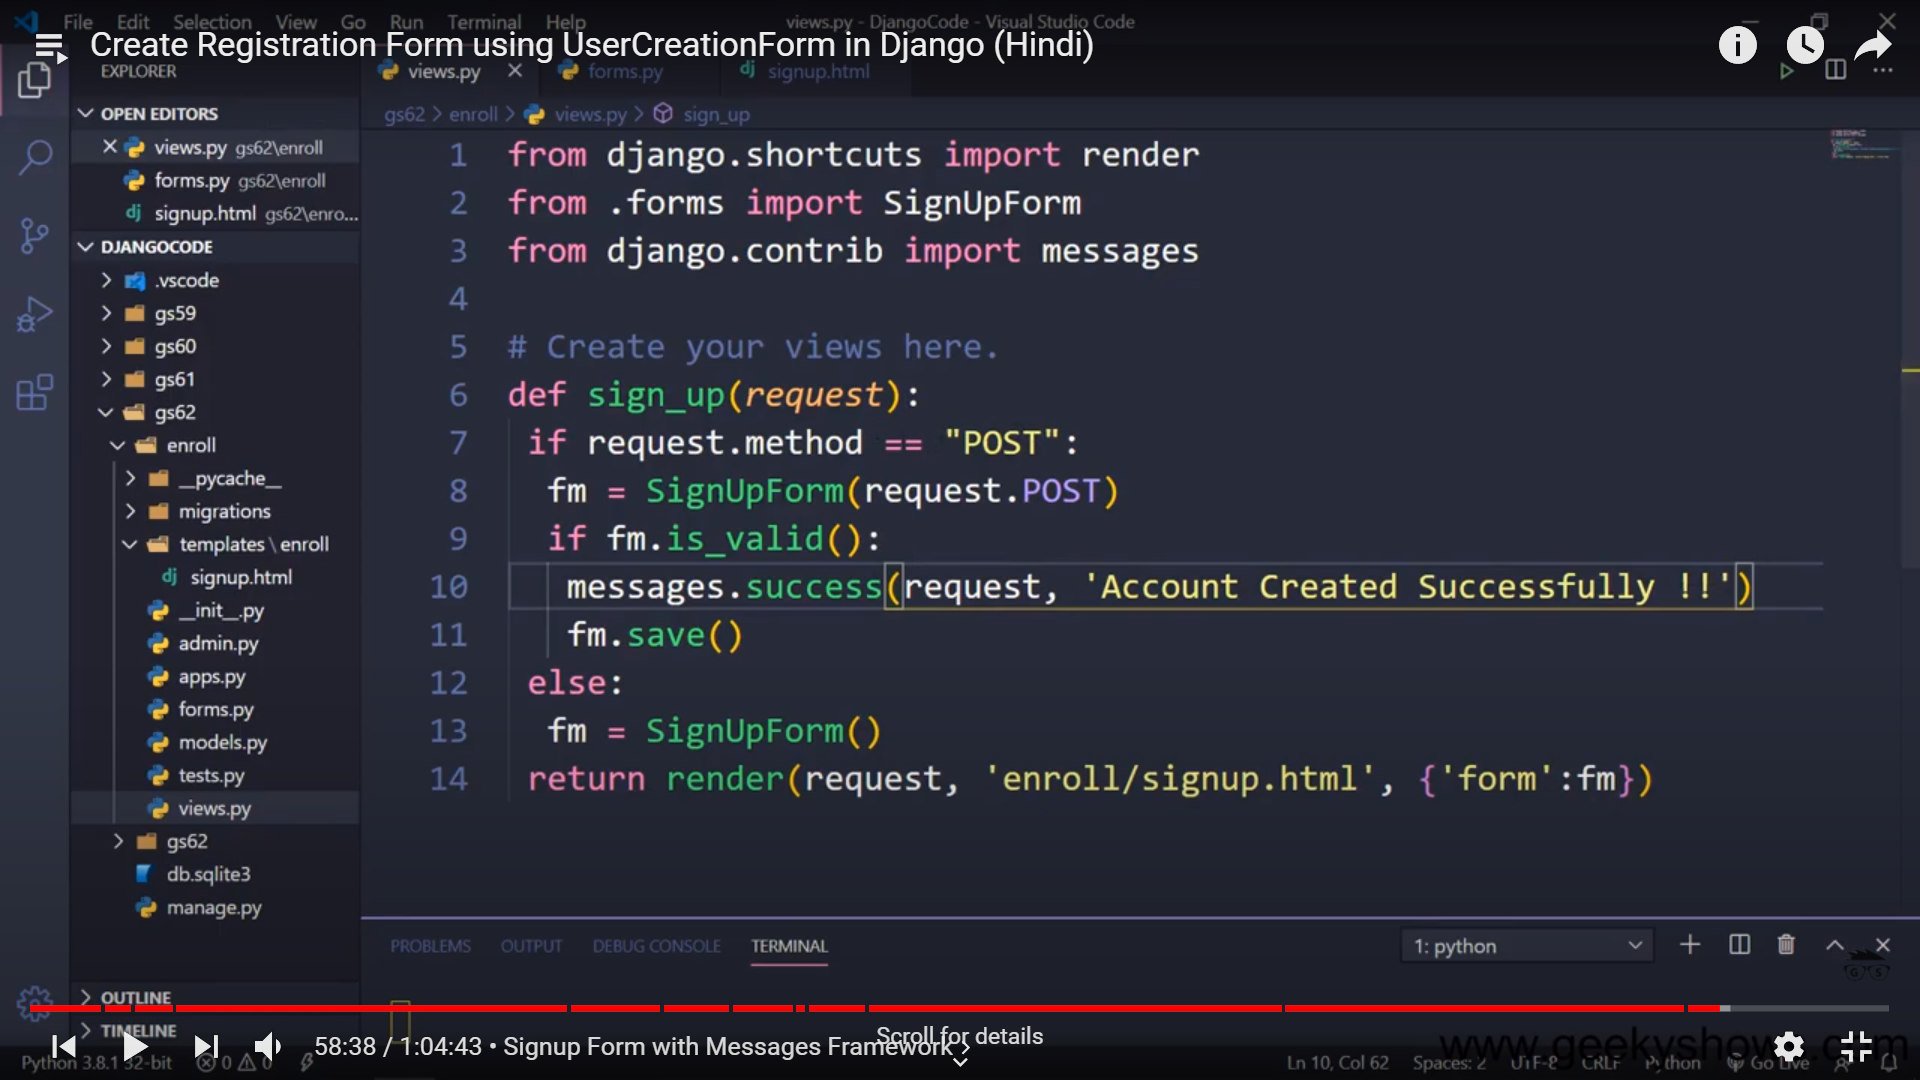 File Edit Selection View Go Run Terminal Help views.py - DjangoCode - Visual Studio Code
Create Registration Form using UserCreationForm in Django (Hindi)
EXPLORER
views.py forms.py signup.html
OPEN EDITORS
gs62 > enroll > views.py > sign_up
views.py gs62\enroll
forms.py gs62\enroll
signup.html gs62\enro...
DJANGOCODE
.vscode
gs59
gs60
gs61
gs62
enroll
__pycache__
migrations
templates \ enroll
signup.html
__init__.py
admin.py
apps.py
forms.py
models.py
tests.py
views.py
gs62
db.sqlite3
manage.py
OUTLINE
TIMELINE
1 from django.shortcuts import render
2 from .forms import SignUpForm
3 from django.contrib import messages
4
5 # Create your views here.
6 def sign_up(request):
7 if request.method == "POST":
8 fm = SignUpForm(request.POST)
9 if fm.is_valid():
10 messages.success(request, 'Account Created Successfully !!')
11 fm.save()
12 else:
13 fm = SignUpForm()
14 return render(request, 'enroll/signup.html', {'form':fm})
PROBLEMS OUTPUT DEBUG CONSOLE TERMINAL 1: python
Scroll for details
58:38 / 1:04:43 • Signup Form with Messages Framework
Python 3.8.1 32-bit 0 0 Ln 10, Col 62 Spaces: 2 UTF-8 CRLF Python Go Live